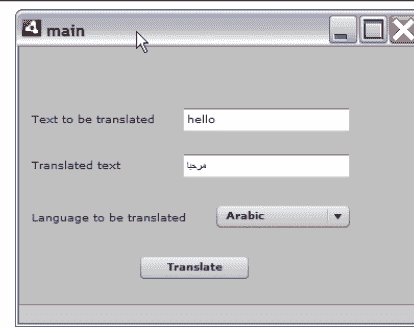 main
Text to be translated
hello
Translated text
مرحبا
Language to be translated
Arabic
Translate